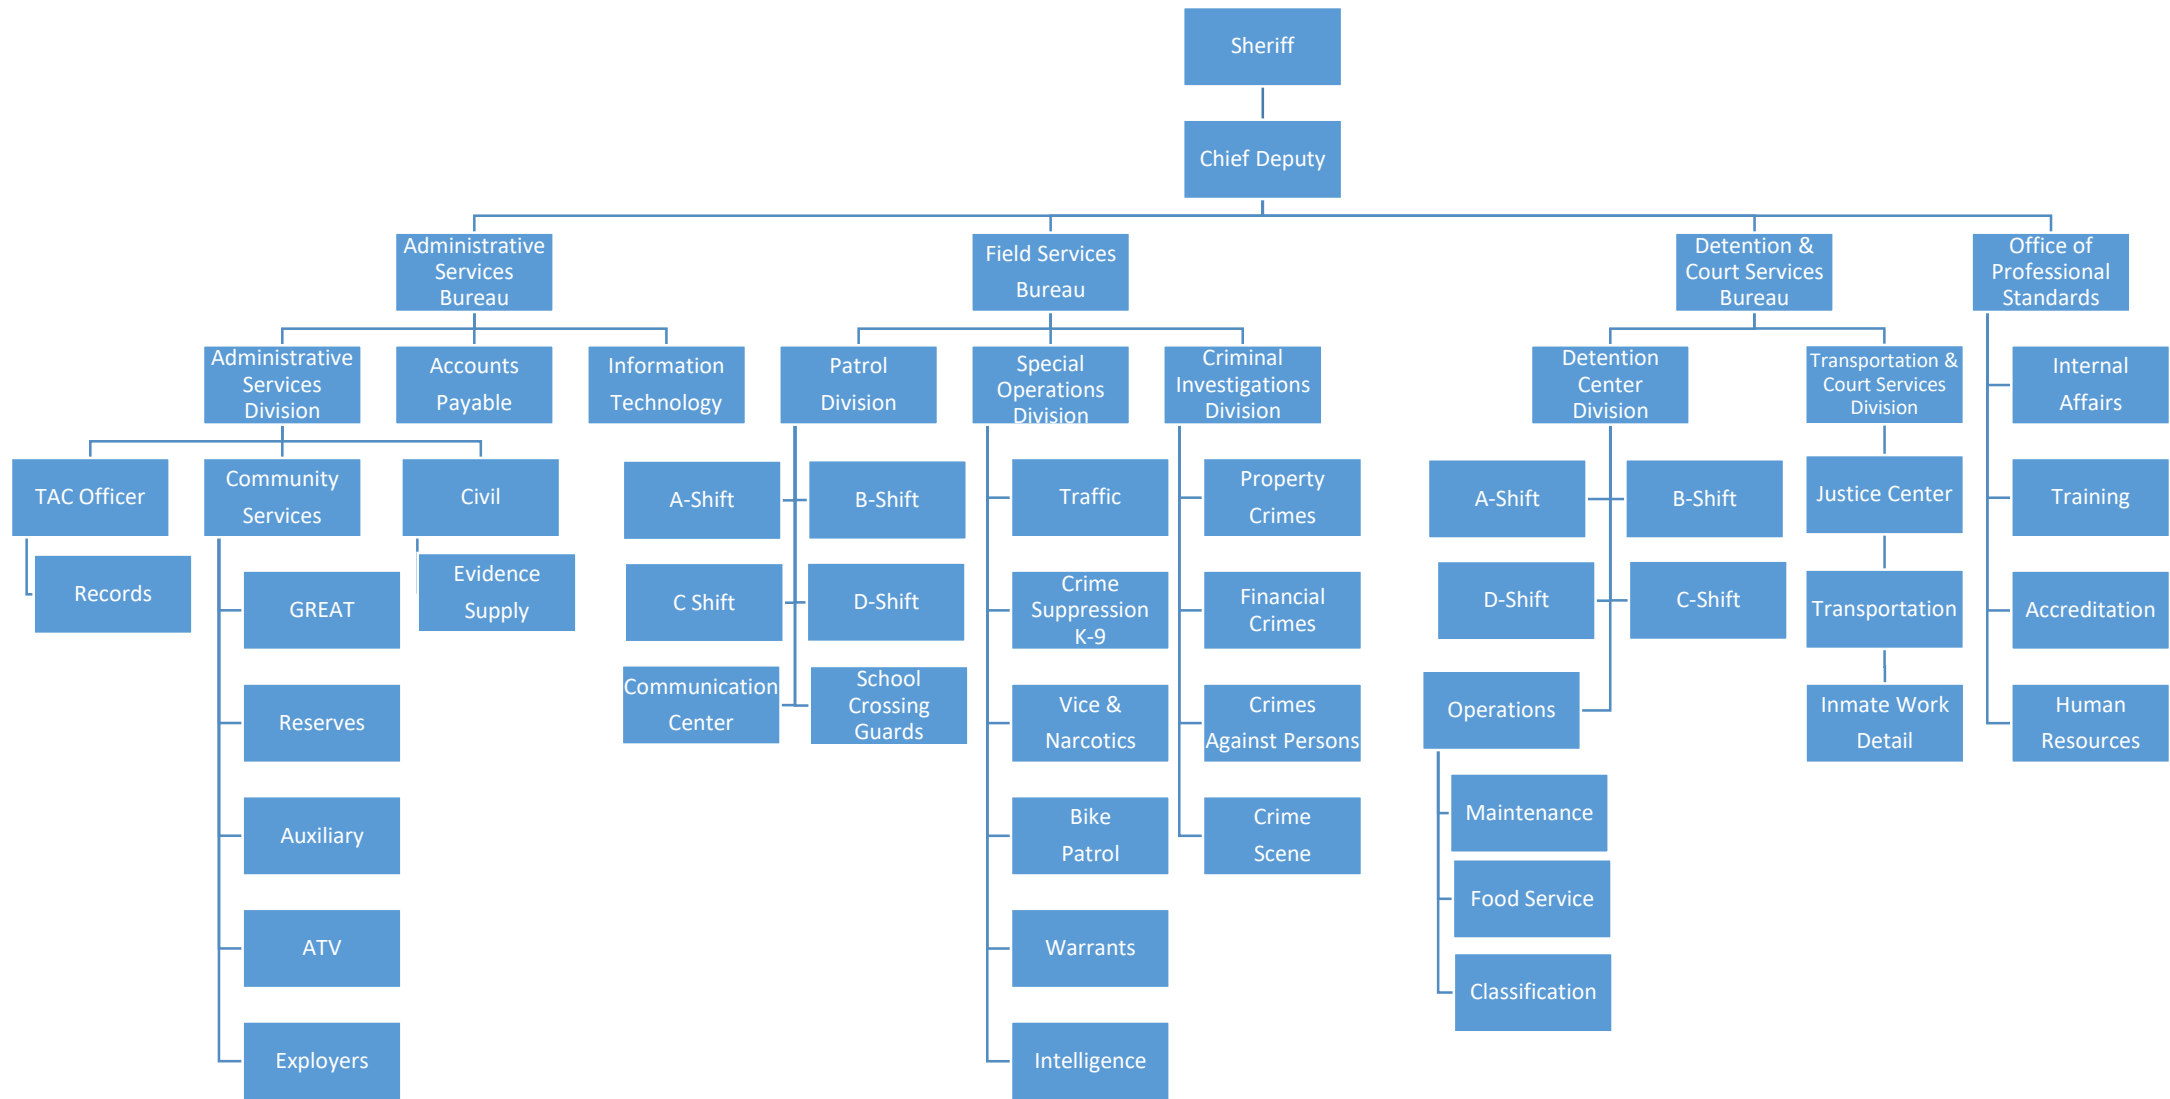 Sheriff
Chief Deputy
Administrative
Services
Bureau
Field Services
Bureau
Detention &
Court Services
Bureau
Office of
Professional
Standards
Administrative
Services
Division
Accounts
Payable
Information
Technology
Patrol
Division
Special
Operations
Division
Criminal
Investigations
Division
Detention
Center
Division
Transportation &
Court Services
Division
Internal
Affairs
TAC Officer
Community
Services
Civil
A-Shift
B-Shift
Traffic
Property
Crimes
A-Shift
B-Shift
Justice Center
Training
Records
GREAT
Evidence
Supply
C Shift
D-Shift
Crime
Suppression
K-9
Financial
Crimes
D-Shift
C-Shift
Transportation
Accreditation
Reserves
Communication
Center
School
Crossing
Guards
Vice &
Narcotics
Crimes
Against Persons
Operations
Inmate Work
Detail
Human
Resources
Auxiliary
Bike
Patrol
Crime
Scene
Maintenance
Food Service
ATV
Warrants
Classification
Exployers
Intelligence